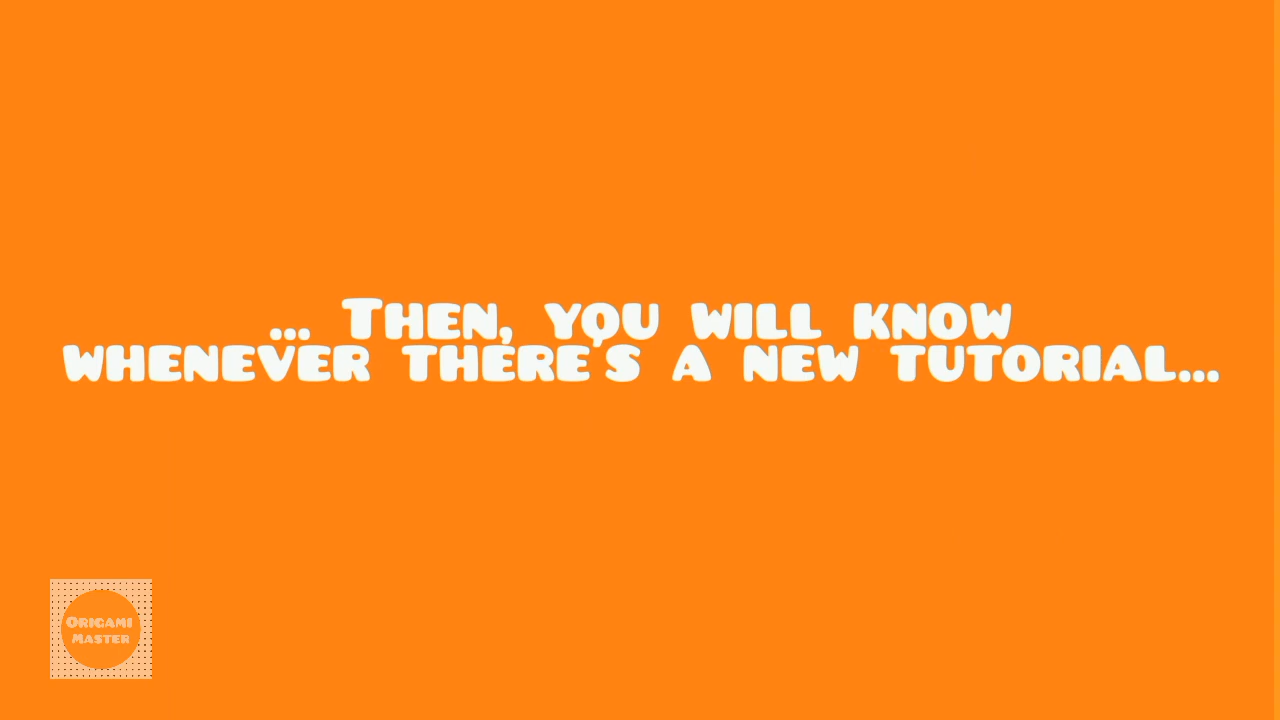 ... Then, you will know
whenever there's a new tutorial...
Origami
Master